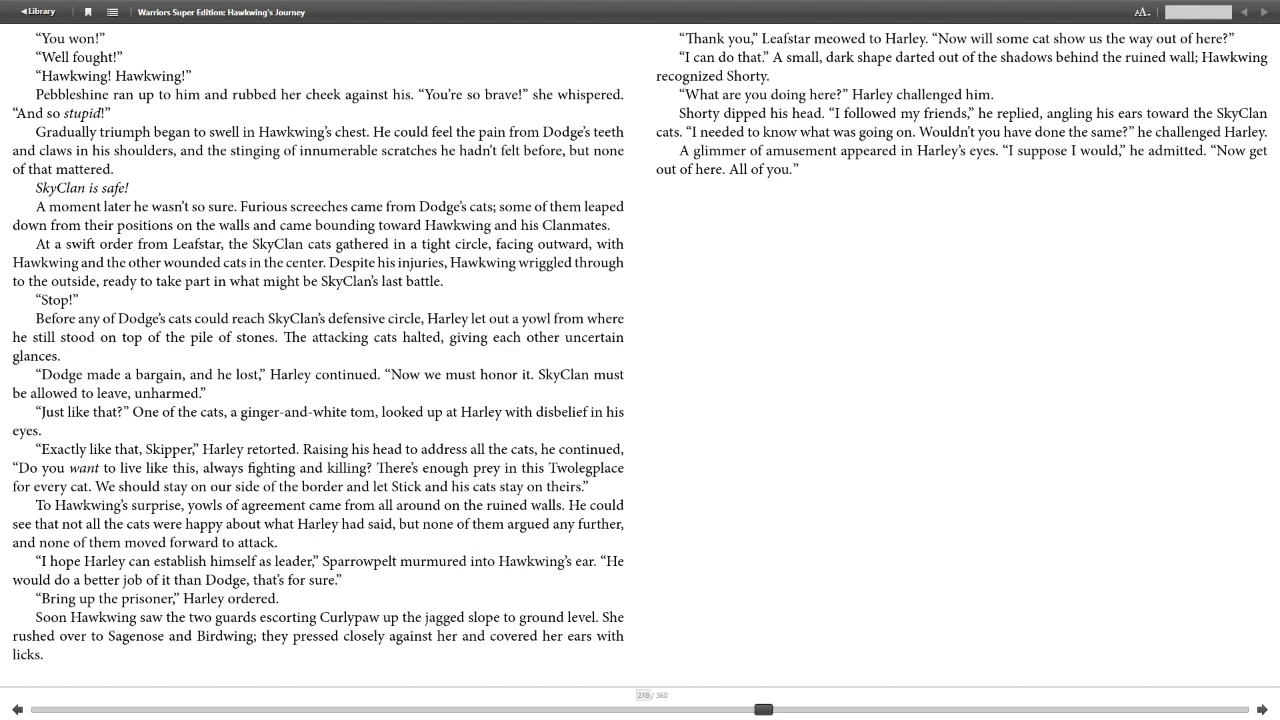 Library
Warriors Super Edition: Hawkwing's Journey
AA
“You won!”
“Well fought!”
“Hawkwing! Hawkwing!”
Pebbleshine ran up to him and rubbed her cheek against his. “You’re so brave!” she whispered.
“And so stupid!”
Gradually triumph began to swell in Hawkwing’s chest. He could feel the pain from Dodge’s teeth
and claws in his shoulders, and the stinging of innumerable scratches he hadn’t felt before, but none
of that mattered.
SkyClan is safe!
A moment later he wasn’t so sure. Furious screeches came from Dodge’s cats; some of them leaped
down from their positions on the walls and came bounding toward Hawkwing and his Clanmates.
At a swift order from Leafstar, the SkyClan cats gathered in a tight circle, facing outward, with
Hawkwing and the other wounded cats in the center. Despite his injuries, Hawkwing wriggled through
to the outside, ready to take part in what might be SkyClan’s last battle.
“Stop!”
Before any of Dodge’s cats could reach SkyClan’s defensive circle, Harley let out a yowl from where
he still stood on top of the pile of stones. The attacking cats halted, giving each other uncertain
glances.
“Dodge made a bargain, and he lost,” Harley continued. “Now we must honor it. SkyClan must
be allowed to leave, unharmed.”
“Just like that?” One of the cats, a ginger-and-white tom, looked up at Harley with disbelief in his
eyes.
“Exactly like that, Skipper,” Harley retorted. Raising his head to address all the cats, he continued,
“Do you want to live like this, always fighting and killing? There’s enough prey in this Twolegplace
for every cat. We should stay on our side of the border and let Stick and his cats stay on theirs.”
To Hawkwing’s surprise, yowls of agreement came from all around on the ruined walls. He could
see that not all the cats were happy about what Harley had said, but none of them argued any further,
and none of them moved forward to attack.
“I hope Harley can establish himself as leader,” Sparrowpelt murmured into Hawkwing’s ear. “He
would do a better job of it than Dodge, that’s for sure.”
“Bring up the prisoner,” Harley ordered.
Soon Hawkwing saw the two guards escorting Curlypaw up the jagged slope to ground level. She
rushed over to Sagenose and Birdwing; they pressed closely against her and covered her ears with
licks.
“Thank you,” Leafstar meowed to Harley. “Now will some cat show us the way out of here?”
“I can do that.” A small, dark shape darted out of the shadows behind the ruined wall; Hawkwing
recognized Shorty.
“What are you doing here?” Harley challenged him.
Shorty dipped his head. “I followed my friends,” he replied, angling his ears toward the SkyClan
cats. “I needed to know what was going on. Wouldn’t you have done the same?” he challenged Harley.
A glimmer of amusement appeared in Harley’s eyes. “I suppose I would,” he admitted. “Now get
out of here. All of you.”
218 / 360